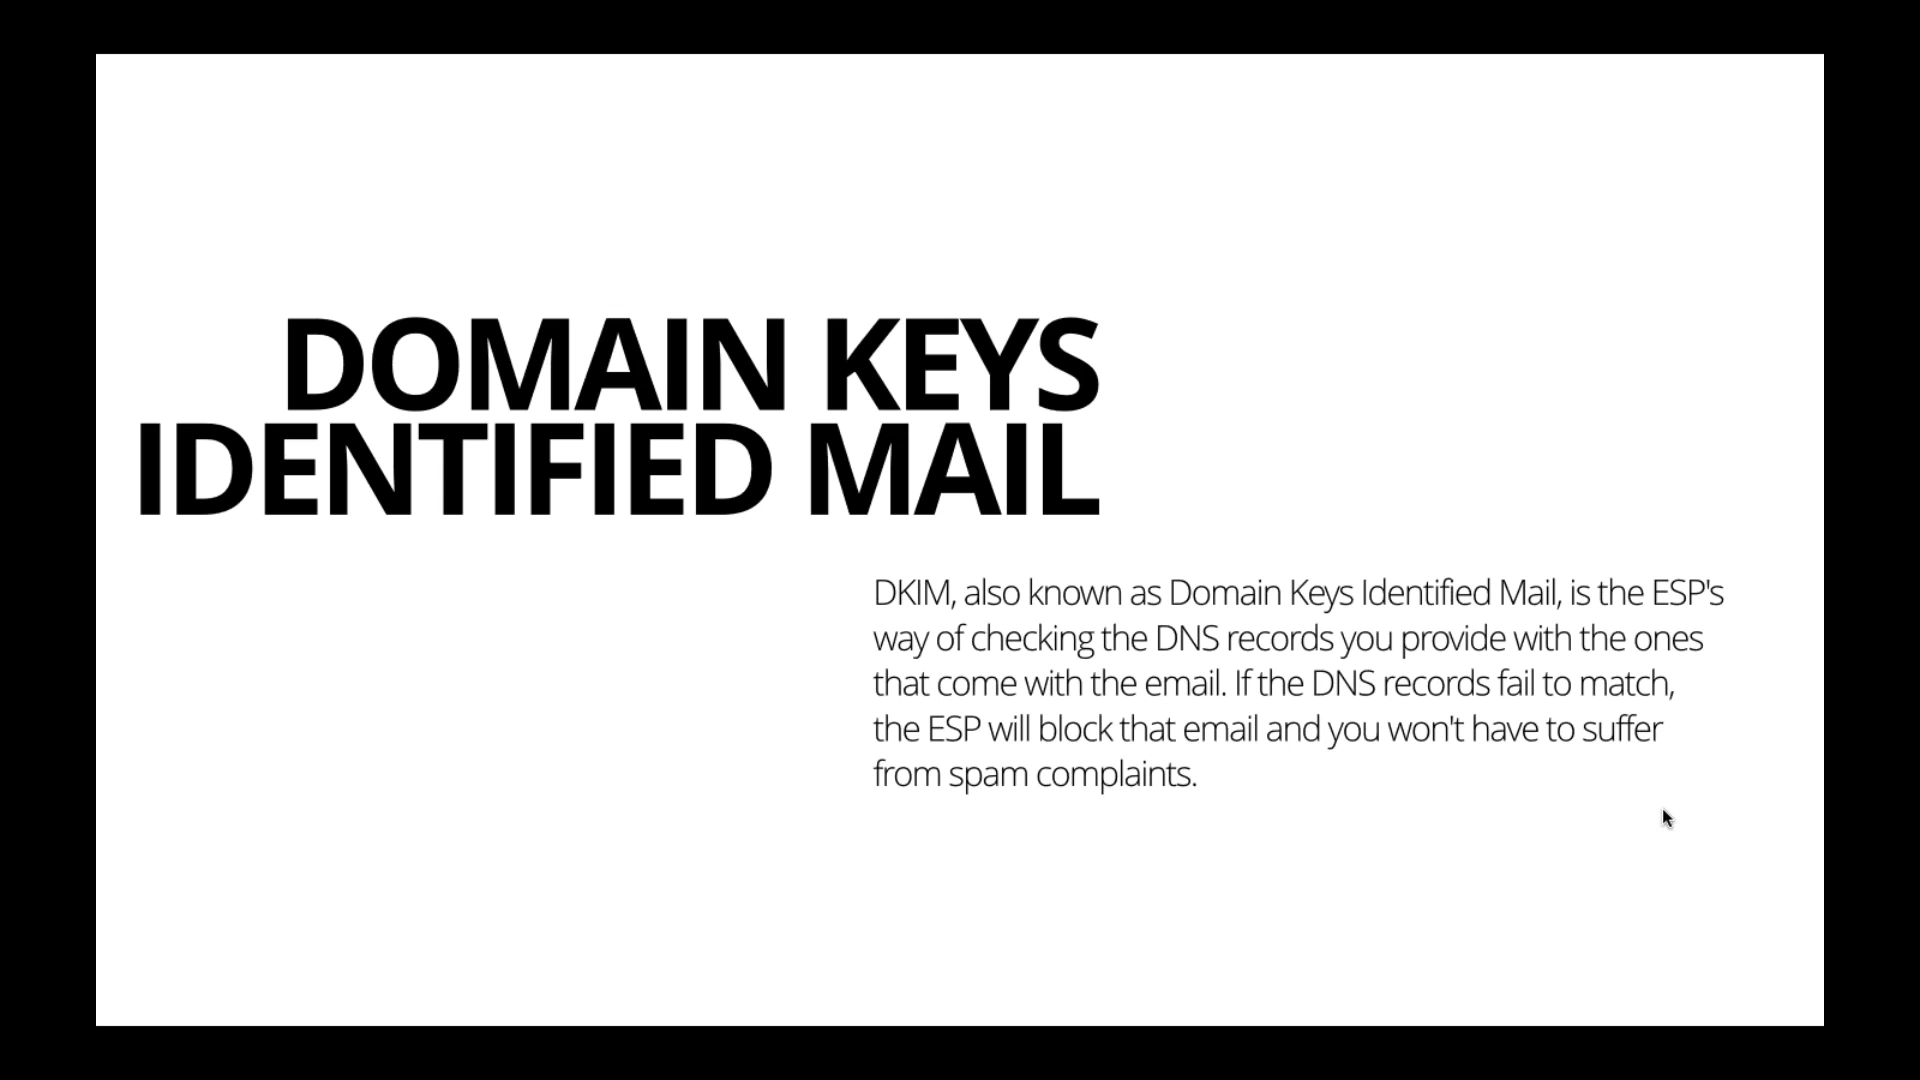 DOMAIN KEYS
IDENTIFIED MAIL
DKIM, also known as Domain Keys Identified Mail, is the ESP's
way of checking the DNS records you provide with the ones
that come with the email. If the DNS records fail to match,
the ESP will block that email and you won't have to suffer
from spam complaints.